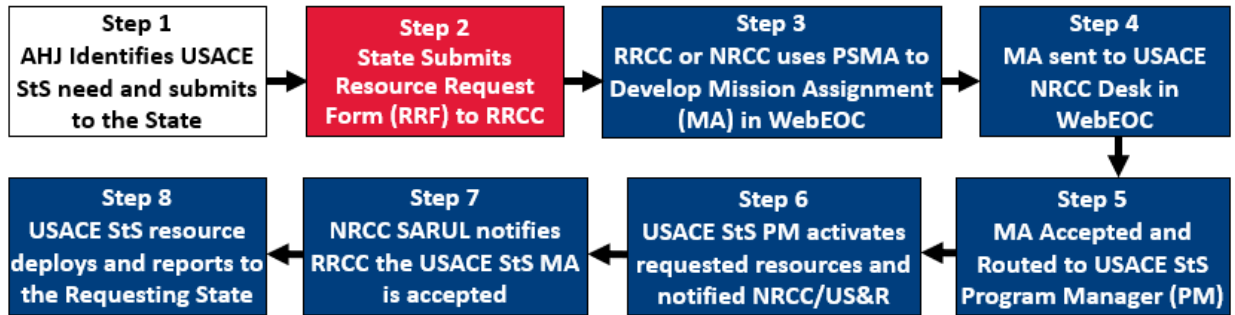 Step 1
AHJ Identifies USACE
StS need and submits
to the State
Step 2
State Submits
Resource Request
Form (RRF) to RRCC
Step 3
RRCC or NRCC uses PSMA to
Develop Mission Assignment
(MA) in WebEOC
Step 4
MA sent to USACE
NRCC Desk in
WebEOC
Step 5
MA Accepted and
Routed to USACE StS
Program Manager (PM)
Step 6
USACE StS PM activates
requested resources and
notified NRCC/US&R
Step 7
NRCC SARUL notifies
RRCC the USACE StS MA
is accepted
Step 8
USACE StS resource
deploys and reports to
the Requesting State